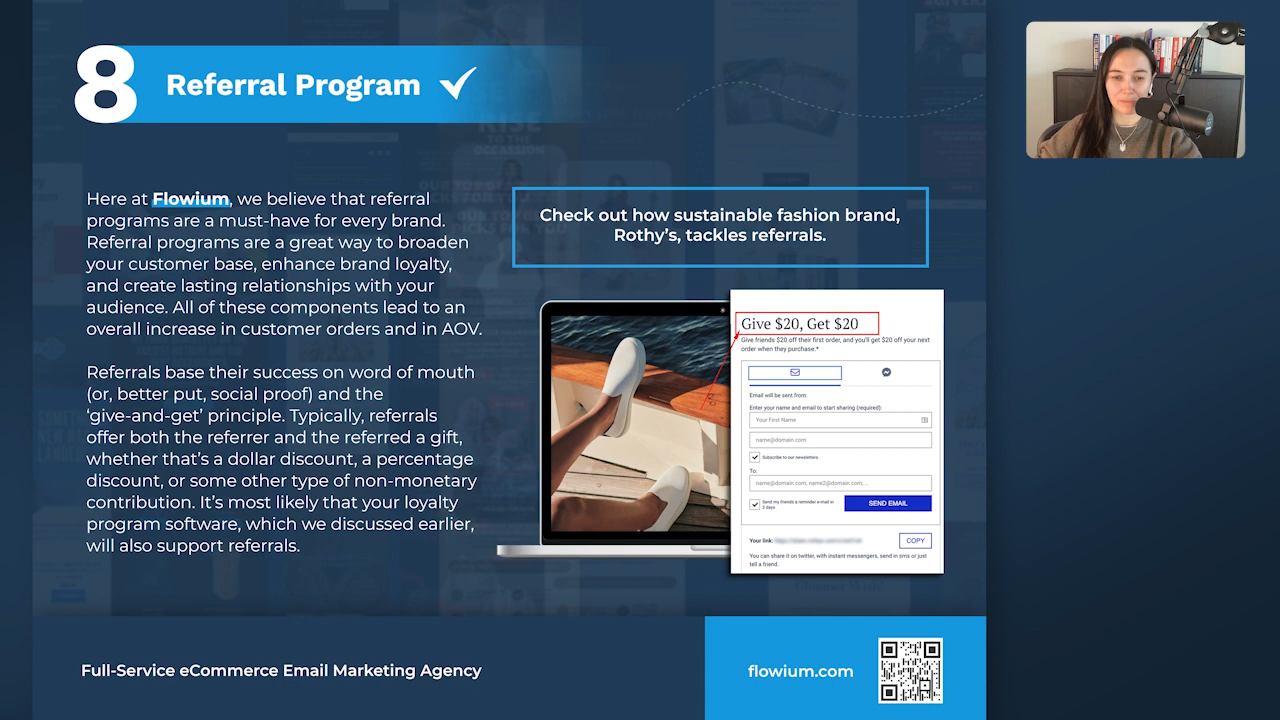 8
Referral Program
Here at Flowium, we believe that referral
programs are a must-have for every brand.
Referral programs are a great way to broaden
your customer base, enhance brand loyalty,
and create lasting relationships with your
audience. All of these components lead to an
overall increase in customer orders and in AOV.
Referrals base their success on word of mouth
(or, better put, social proof) and the
‘give-and-get’ principle. Typically, referrals
offer both the referrer and the referred a gift,
whether it’s a dollar discount, a percentage
discount, or some other type of non-monetary
It’s most likely that your loyalty
program software, which we discussed earlier,
will also support referrals.
Check out how sustainable fashion brand,
Rothy’s, tackles referrals.
Give $20, Get $20
Give friends $20 off their first order, and you'll get $20 off your next
order when they purchase.*
Email will be sent from:
Enter your name and email to start sharing (required):
Your First Name
name@domain.com
Subscribe to our newsletters
To:
name@domain.com, name2@domain.com, ...
Send my friends a reminder e-mail in
3 days
SEND EMAIL
Your link:
COPY
You can share it on twitter, with instant messengers, send in sms or just
tell a friend.
Full-Service eCommerce Email Marketing Agency
flowium.com